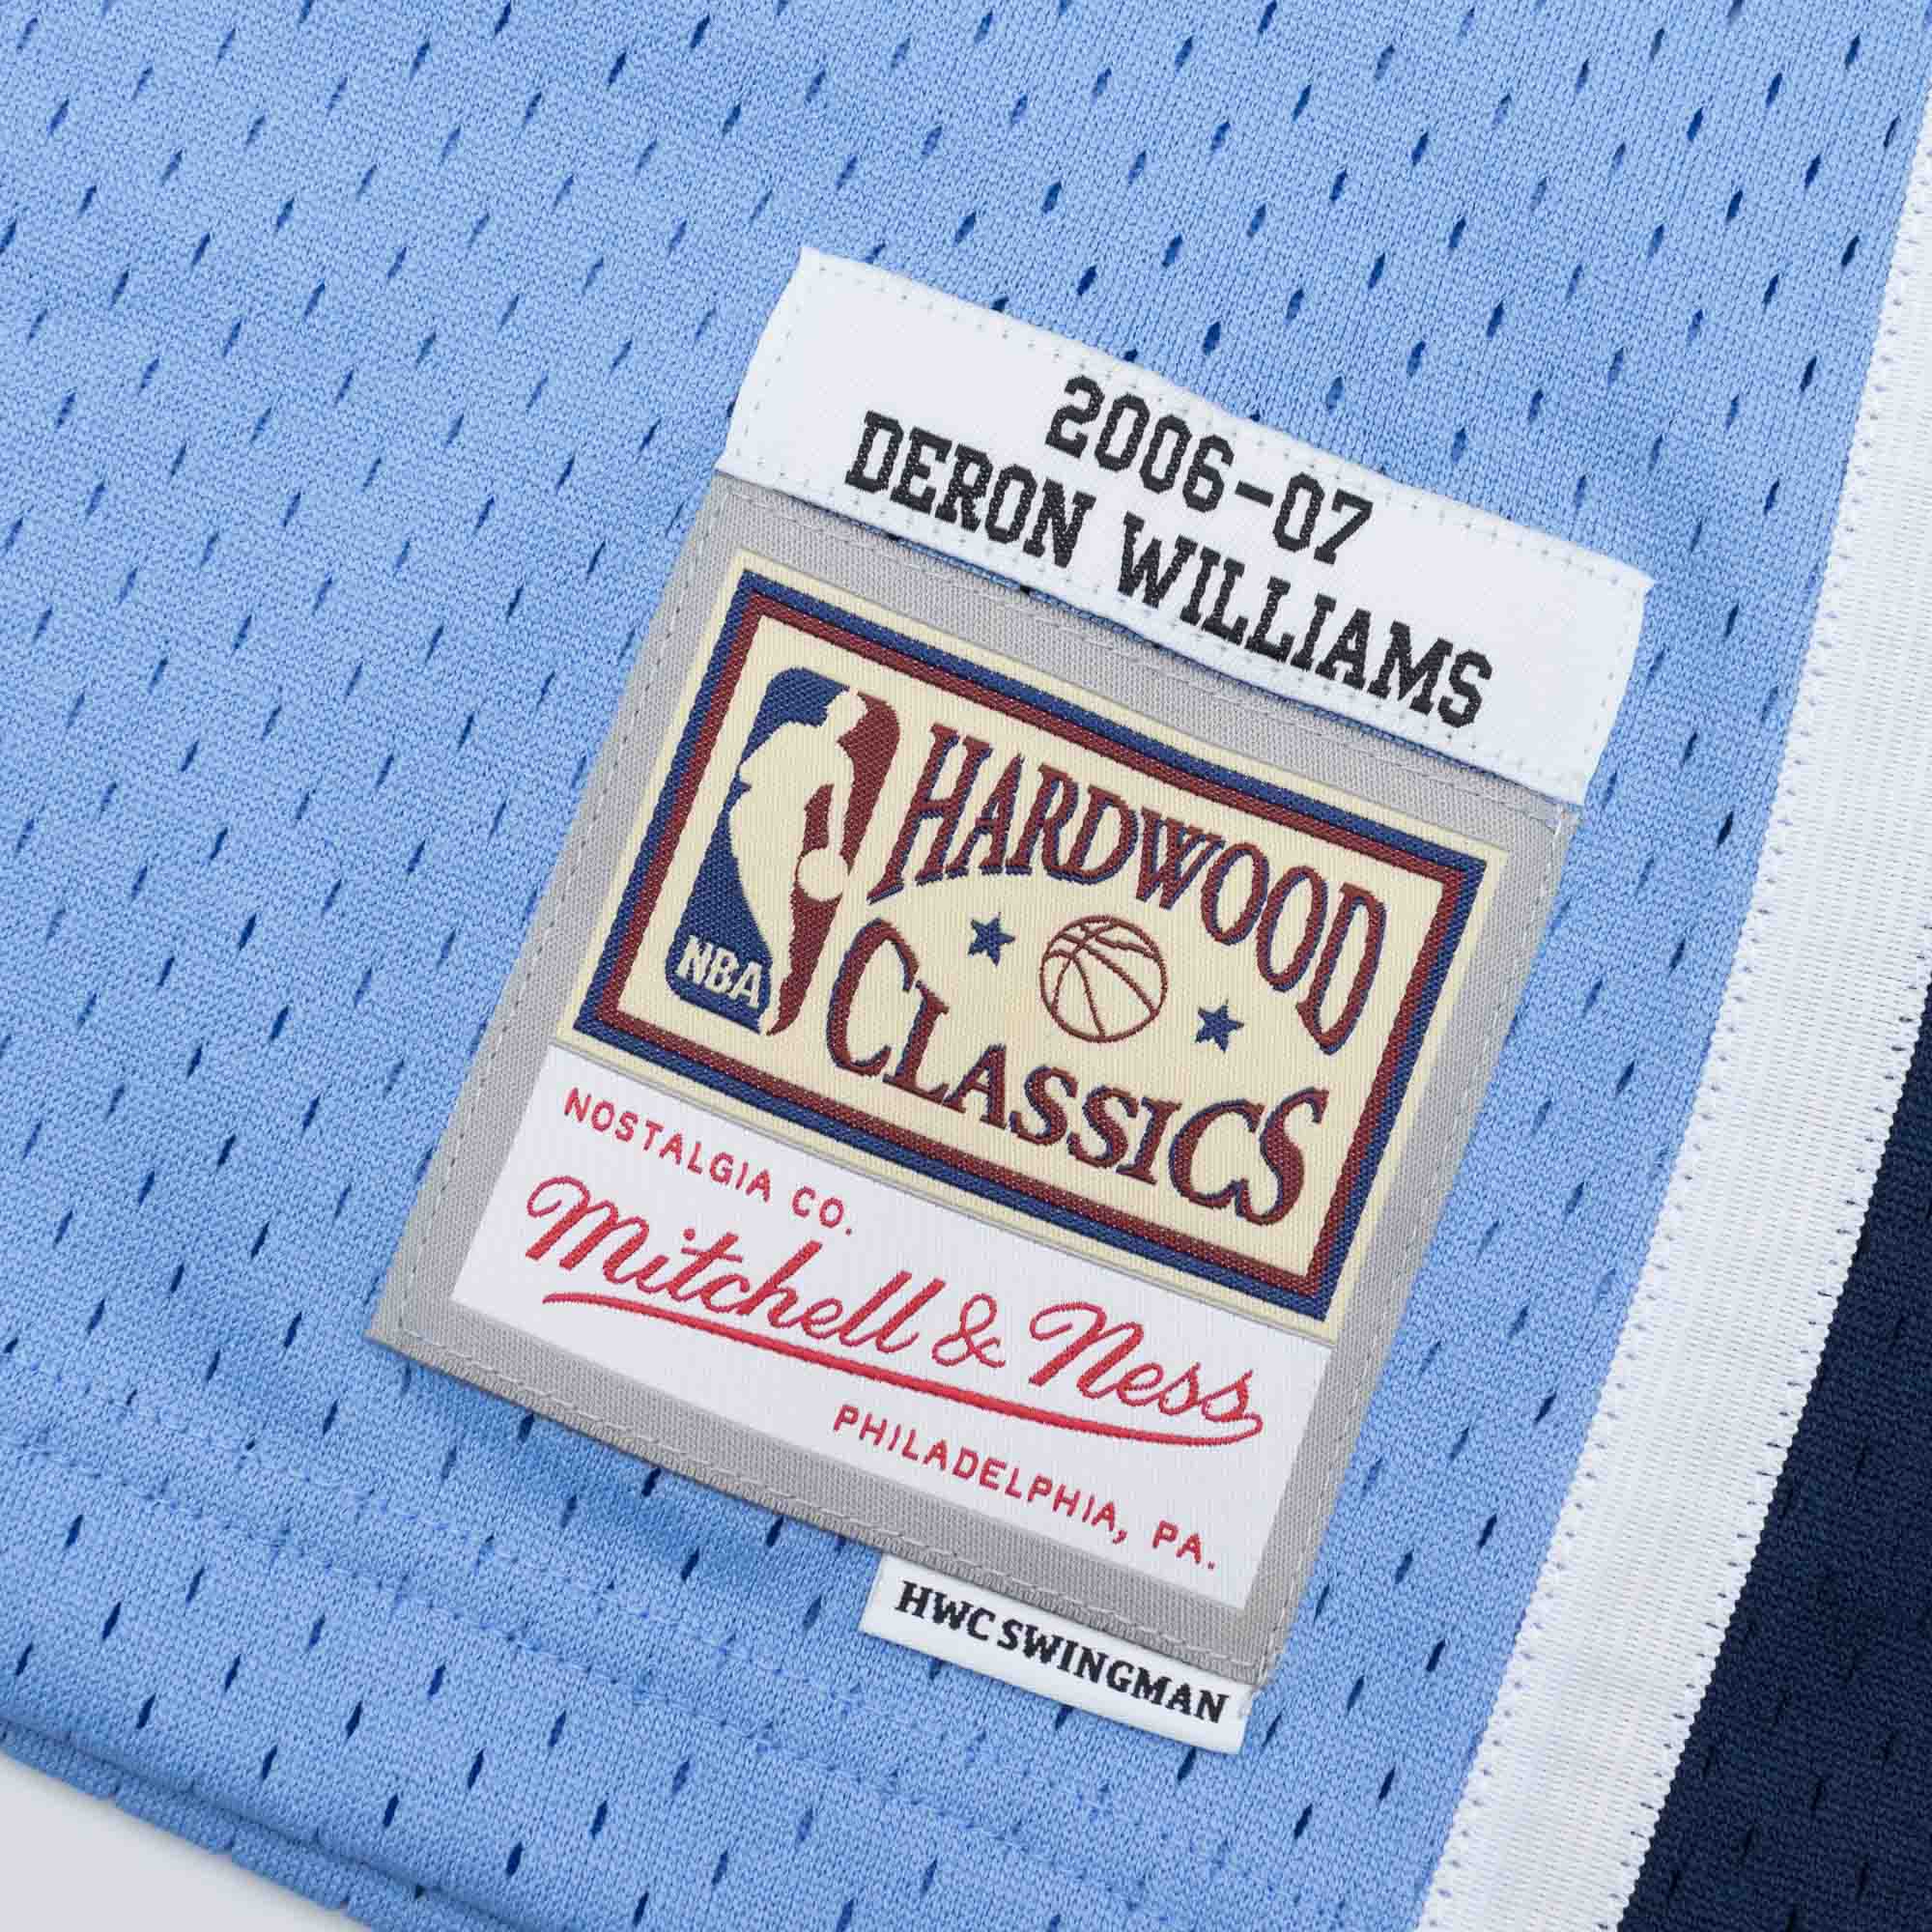 2006-07
DERON WILLIAMS
NBA
HARDWOOD
CLASSICS
NOSTALGIA CO.
Mitchell & Ness
PHILADELPHIA, PA.
HWC SWINGMAN